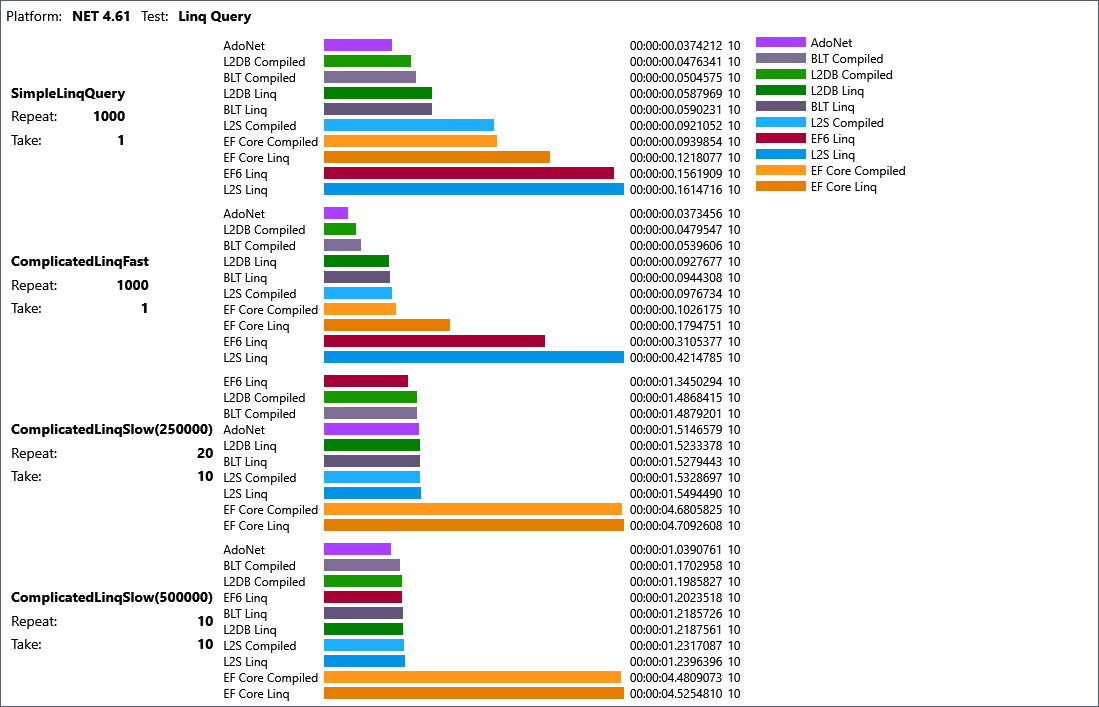 Platform: NET 4.61 Test: Linq Query
SimpleLinqQuery
Repeat: 1000
Take: 1
AdoNet 00:00:00.0374212 10
L2DB Compiled 00:00:00.0476341 10
BLT Compiled 00:00:00.0504575 10
L2DB Linq 00:00:00.0587969 10
BLT Linq 00:00:00.0590231 10
L2S Compiled 00:00:00.0921052 10
EF Core Compiled 00:00:00.0939854 10
EF Core Linq 00:00:00.1218077 10
EF6 Linq 00:00:00.1561909 10
L2S Linq 00:00:00.1614716 10
ComplicatedLinqFast
Repeat: 1000
Take: 1
AdoNet 00:00:00.0373456 10
L2DB Compiled 00:00:00.0479547 10
BLT Compiled 00:00:00.0539606 10
L2DB Linq 00:00:00.0927677 10
BLT Linq 00:00:00.0944308 10
L2S Compiled 00:00:00.0976734 10
EF Core Compiled 00:00:00.1026175 10
EF Core Linq 00:00:00.1794751 10
EF6 Linq 00:00:00.3105377 10
L2S Linq 00:00:00.4214785 10
ComplicatedLinqSlow(250000)
Repeat: 20
Take: 10
EF6 Linq 00:00:01.3450294 10
L2DB Compiled 00:00:01.4868415 10
BLT Compiled 00:00:01.4879201 10
AdoNet 00:00:01.5146579 10
L2DB Linq 00:00:01.5233378 10
BLT Linq 00:00:01.5279443 10
L2S Compiled 00:00:01.5328697 10
L2S Linq 00:00:01.5494490 10
EF Core Compiled 00:00:04.6805825 10
EF Core Linq 00:00:04.7092608 10
ComplicatedLinqSlow(500000)
Repeat: 10
Take: 10
AdoNet 00:00:01.0390761 10
BLT Compiled 00:00:01.1702958 10
L2DB Compiled 00:00:01.1985827 10
EF6 Linq 00:00:01.2023518 10
BLT Linq 00:00:01.2185726 10
L2DB Linq 00:00:01.2187561 10
L2S Compiled 00:00:01.2317087 10
L2S Linq 00:00:01.2396396 10
EF Core Compiled 00:00:04.4809073 10
EF Core Linq 00:00:04.5254810 10
AdoNet
BLT Compiled
L2DB Compiled
L2DB Linq
BLT Linq
L2S Compiled
EF6 Linq
L2S Linq
EF Core Compiled
EF Core Linq